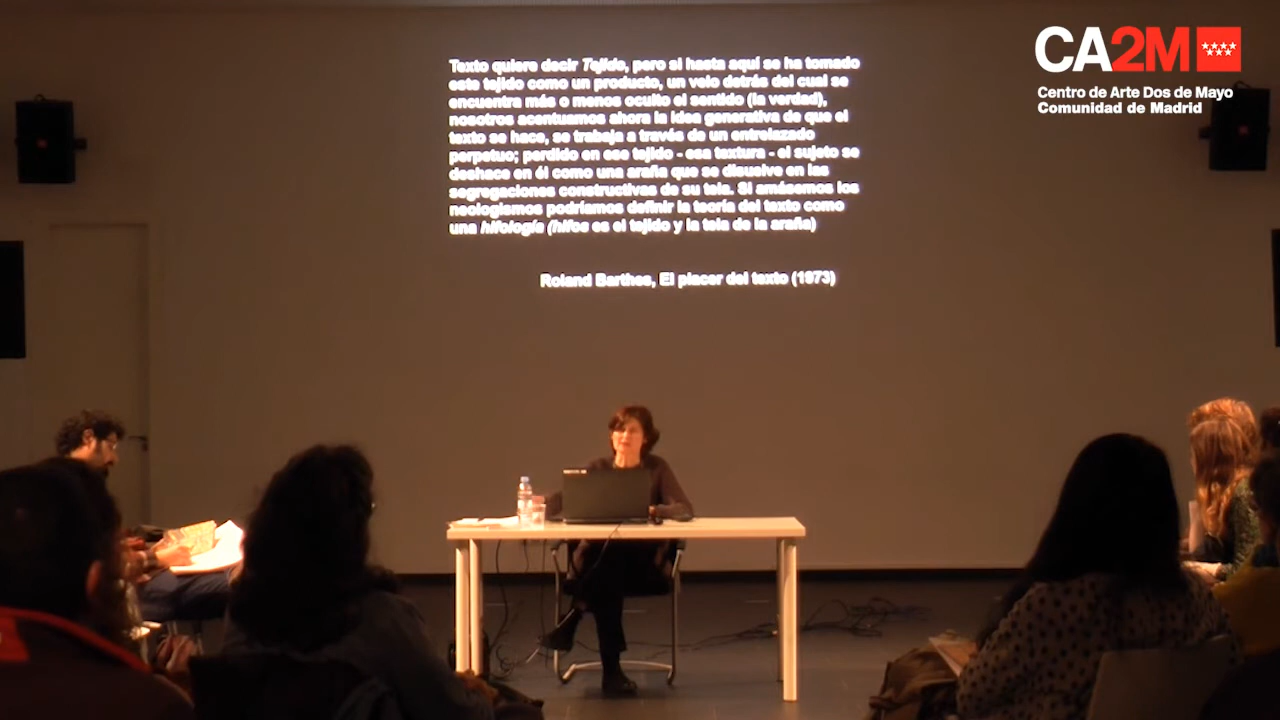 Texto quiere decir Tejido, pero si hasta aquí se ha tomado
este tejido como un producto, un velo detrás del cual se
encuentra más o menos oculto el sentido (la verdad),
nosotros acentuamos ahora la idea generativa de que el
texto se hace, se trabaja a través de un entrelazado
perpetuo; perdido en ese tejido - esa textura - el sujeto se
deshace en él como una araña que se disuelve en las
segregaciones constructivas de su tela. Si amásemos los
neologismos podríamos definir la teoría del texto como
una hifología (hifos es el tejido y la tela de la araña)
Roland Barthes, El placer del texto (1973)
CA2M
Centro de Arte Dos de Mayo
Comunidad de Madrid